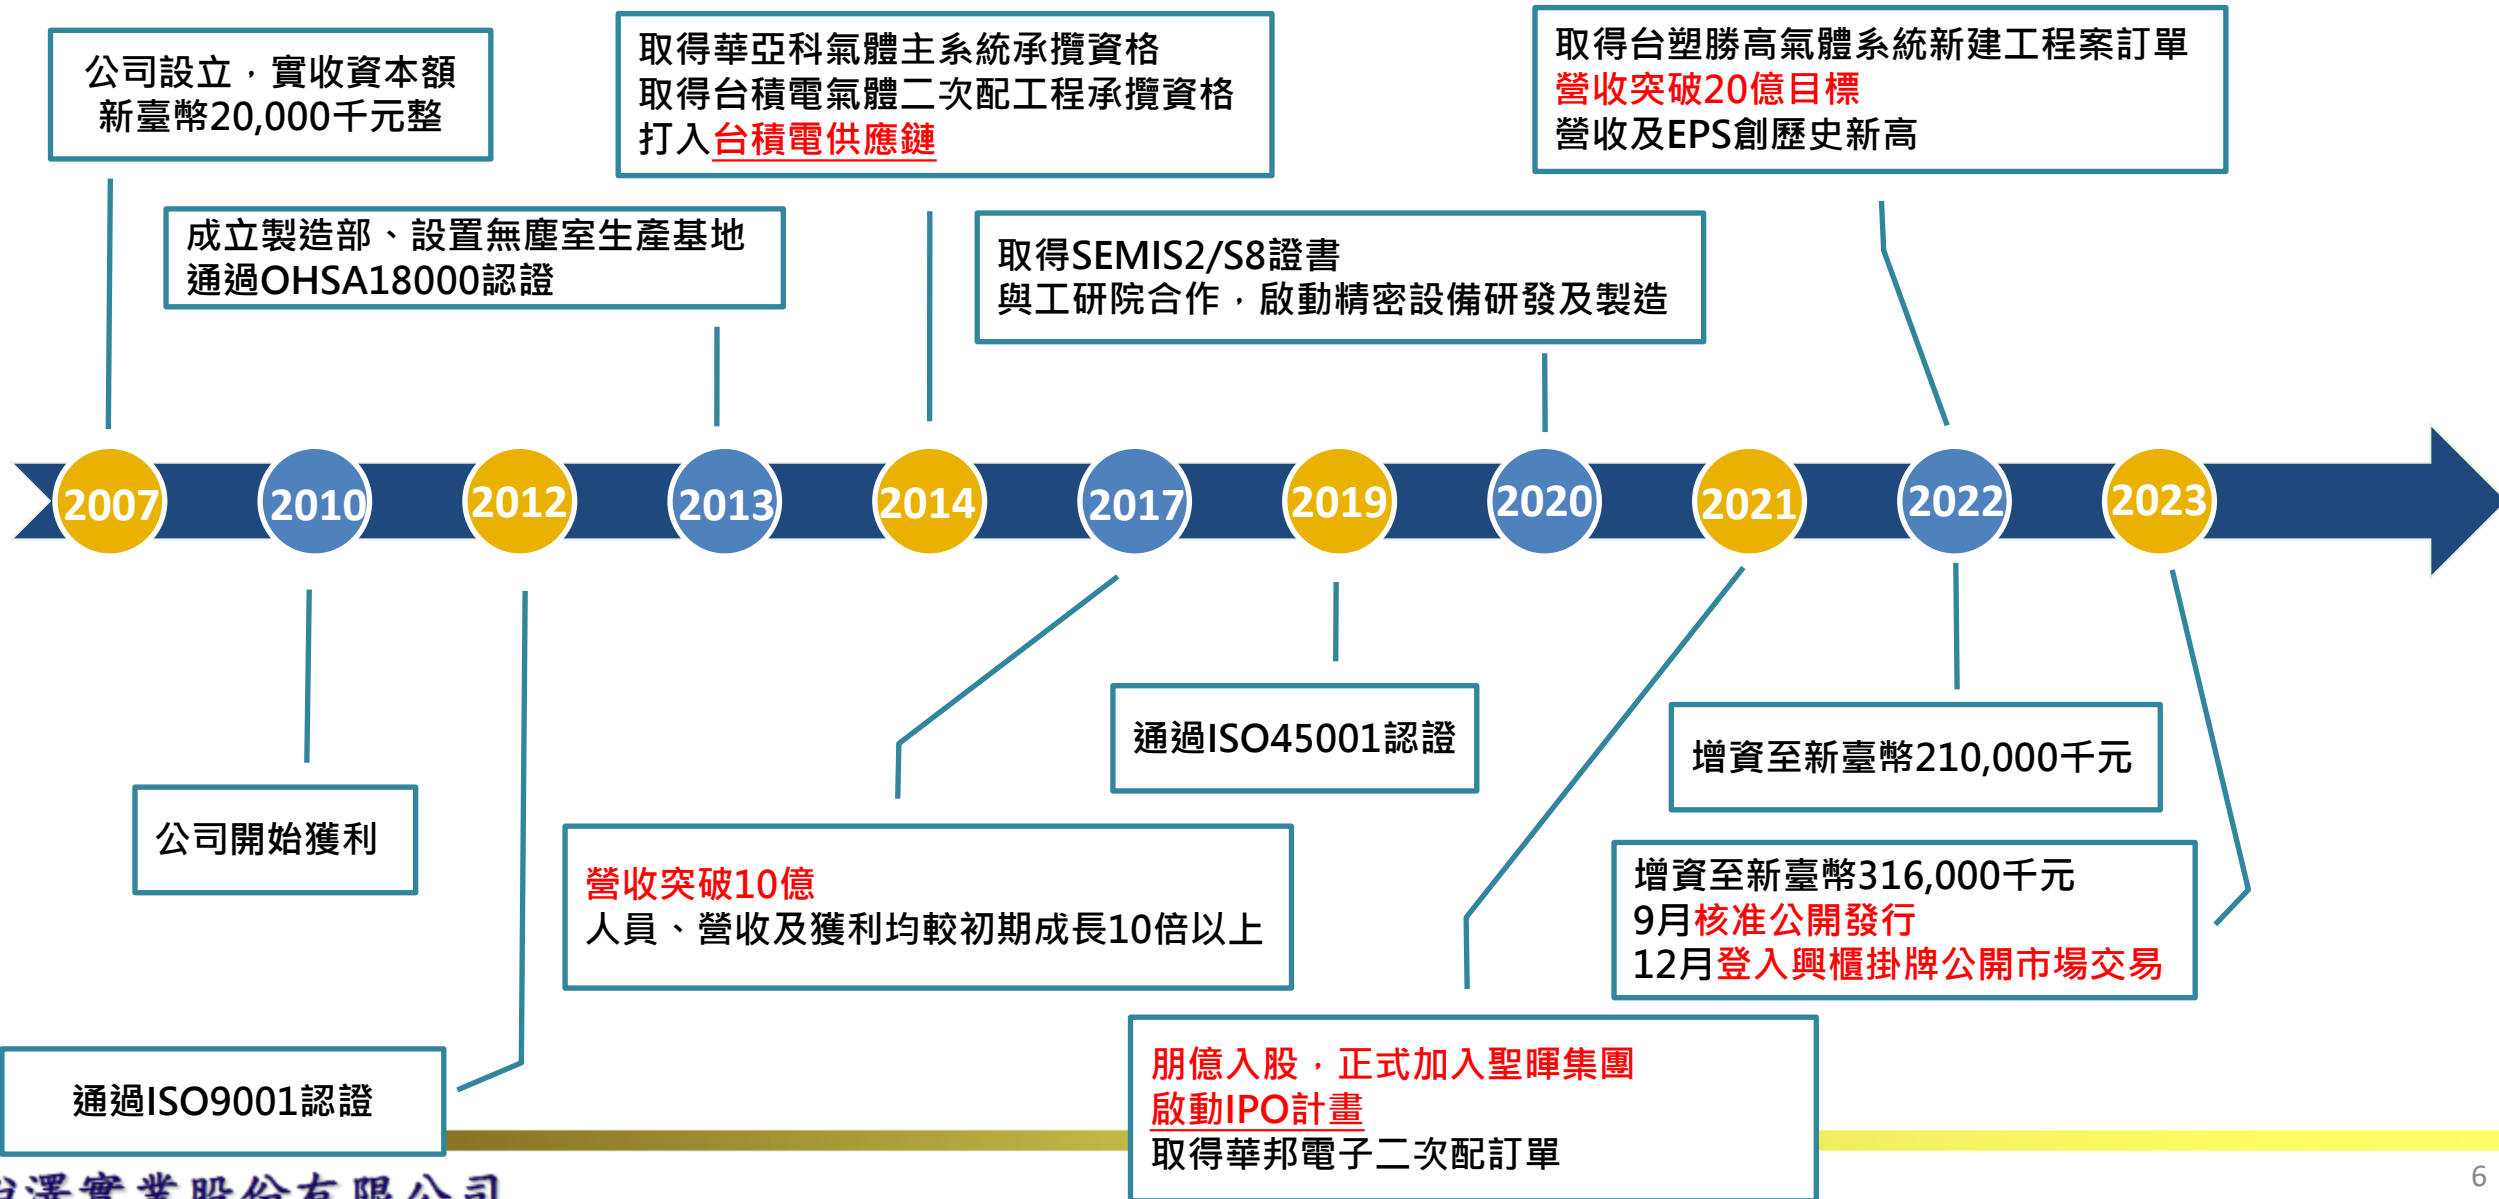 公司設立，實收資本額
新臺幣20,000千元整
取得華亞科氣體主系統承攬資格
取得台積電氣體二次配工程承攬資格
打入台積電供應鏈
取得台塑勝高氣體系統新建工程案訂單
營收突破20億目標
營收及EPS創歷史新高
成立製造部、設置無塵室生產基地
通過OHSA18000認證
取得SEMIS2/S8證書
與工研院合作，啟動精密設備研發及製造
2007
2010
2012
2013
2014
2017
2019
2020
2021
2022
2023
通過ISO45001認證
增資至新臺幣210,000千元
公司開始獲利
營收突破10億
人員、營收及獲利均較初期成長10倍以上
增資至新臺幣316,000千元
9月核准公開發行
12月登入興櫃掛牌公開市場交易
通過ISO9001認證
朋億入股，正式加入聖暉集團
啟動IPO計畫
取得華邦電子二次配訂單
澤實業股份有限公司
6